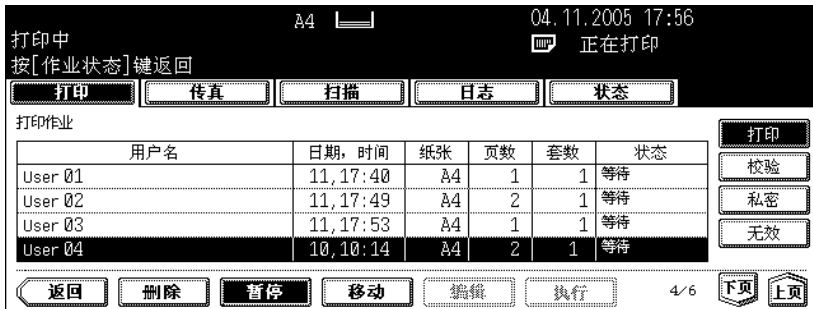 A4 04.11.2005 17:56
打印中 正在打印
按[作业状态]键返回
打印 传真 扫描 日志 状态
打印作业
打印
用户名 日期，时间 纸张 页数 套数 状态
校验
User 01 11,17:40 A4 1 1 等待
User 02 11,17:49 A4 2 1 等待
私密
User 03 11,17:53 A4 1 1 等待
无效
User 04 10,10:14 A4 2 1 等待
返回 删除 暂停 移动 编辑 执行 4/6 下页 上页